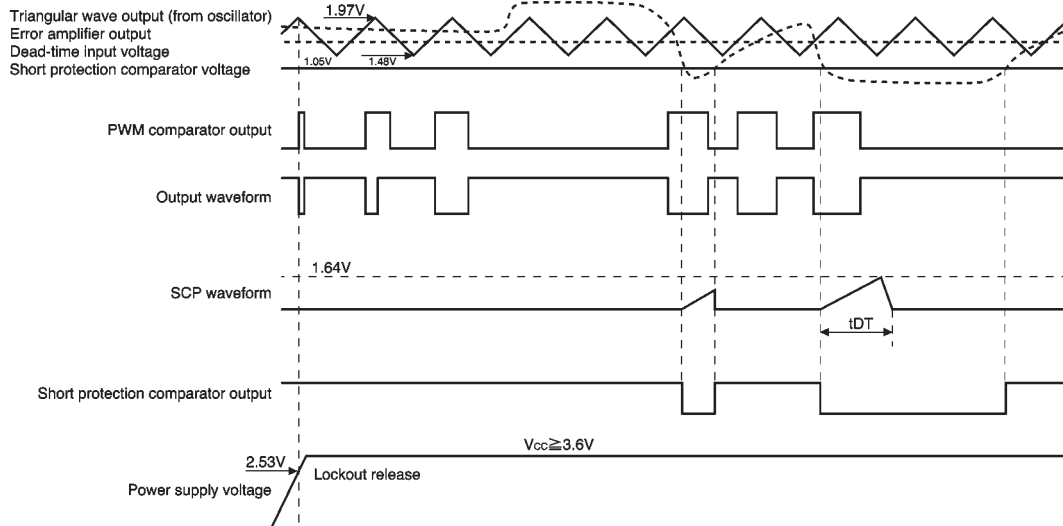 Triangular wave output (from oscillator)
Error amplifier output
Dead-time input voltage
Short protection comparator voltage
1.97V
1.05V
1.48V
PWM comparator output
Output waveform
1.64V
SCP waveform
tDT
Short protection comparator output
VCC≧3.6V
2.53V
Lockout release
Power supply voltage